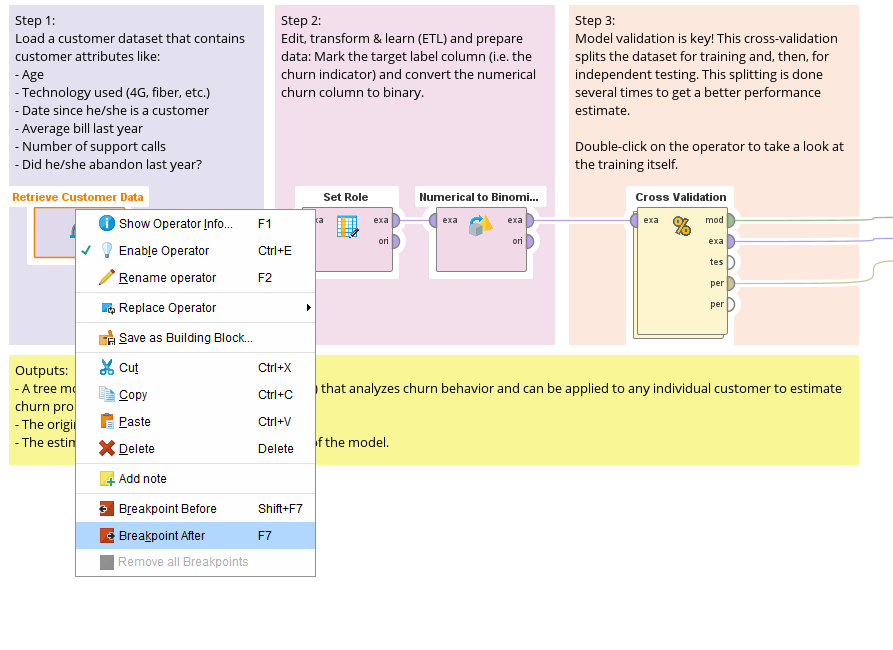 Step 1:
Load a customer dataset that contains
customer attributes like:
- Age
- Technology used (4G, fiber, etc.)
- Date since he/she is a customer
- Average bill last year
- Number of support calls
- Did he/she abandon last year?
Step 2:
Edit, transform & learn (ETL) and prepare
data: Mark the target label column (i.e. the
churn indicator) and convert the numerical
churn column to binary.
Step 3:
Model validation is key! This cross-validation
splits the dataset for training and, then, for
independent testing. This splitting is done
several times to get a better performance
estimate.
Double-click on the operator to take a look at
the training itself.
Retrieve Customer Data
Set Role
exa
ori
Numerical to Binomi...
exa
exa
ori
Cross Validation
exa
mod
exa
tes
per
per
Show Operator Info... F1
Enable Operator Ctrl+E
Rename operator F2
Replace Operator
Save as Building Block...
Cut Ctrl+X
Copy Ctrl+C
Paste Ctrl+V
Delete Delete
Add note
Breakpoint Before Shift+F7
Breakpoint After F7
Remove all Breakpoints
Outputs:
- A tree ) that analyzes churn behavior and can be applied to any individual customer to estimate
churn
- The
- The of the model.